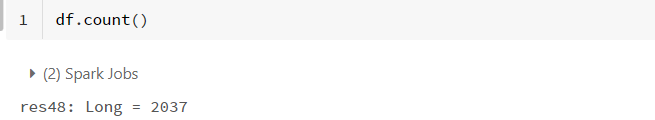 1 df.count()
(2) Spark Jobs
res48: Long = 2037